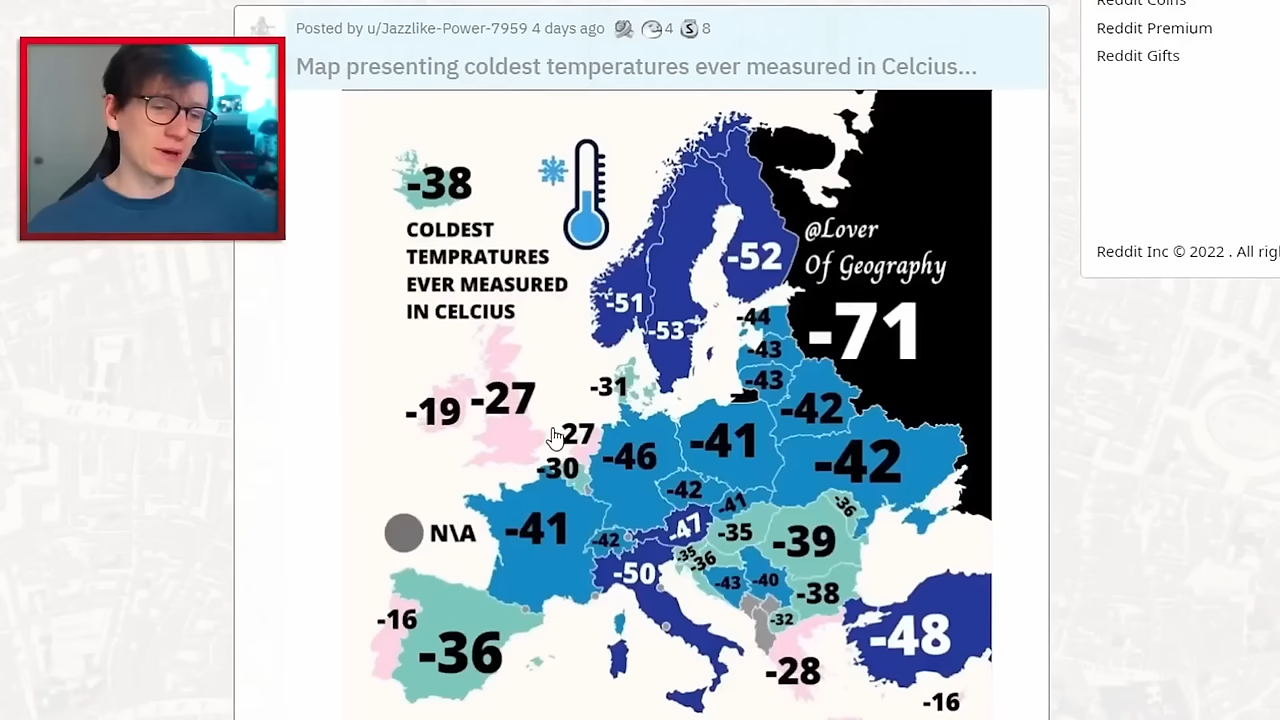 Reddit Coins
Posted by u/Jazzlike-Power-7959 4 days ago 4 8
Reddit Premium
Map presenting coldest temperatures ever measured in Celcius...
Reddit Gifts
-38
COLDEST
TEMPRATURES
EVER MEASURED
IN CELCIUS
@Lover
Of Geography
Reddit Inc © 2022 . All
-52
-51
-53
-44
-71
-43
-43
-31
-19
-27
-42
27
-41
-46
-42
-30
-42
-41
-36
N\A
-41
-47
-35
-39
-42
-35
-36
-50
-43
-40
-38
-16
-32
-36
-48
-28
-16